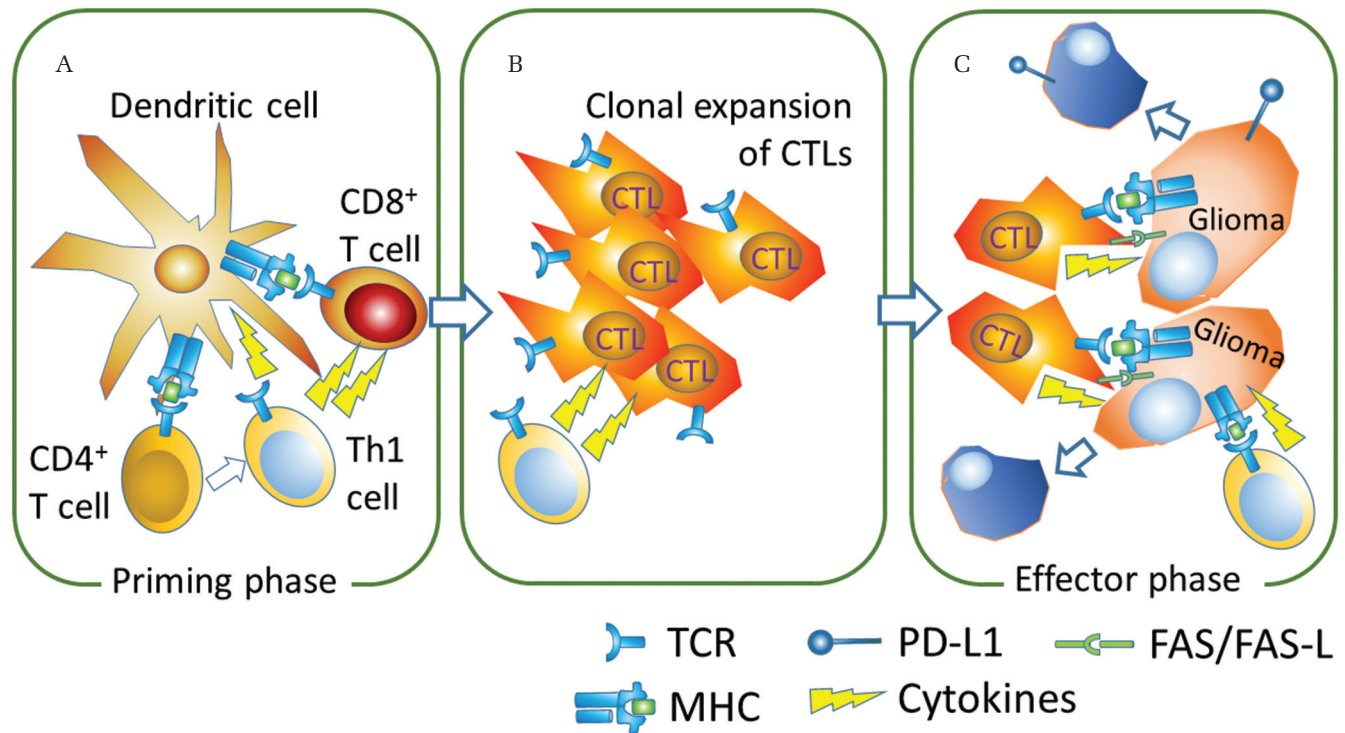 A
Dendritic cell
CD8+
T cell
CD4+
T cell
Th1
cell
Priming phase
B
Clonal expansion
of CTLs
CTL
CTL
CTL
CTL
CTL
C
CTL
Glioma
CTL
Glioma
Effector phase
TCR
PD-L1
FAS/FAS-L
MHC
Cytokines